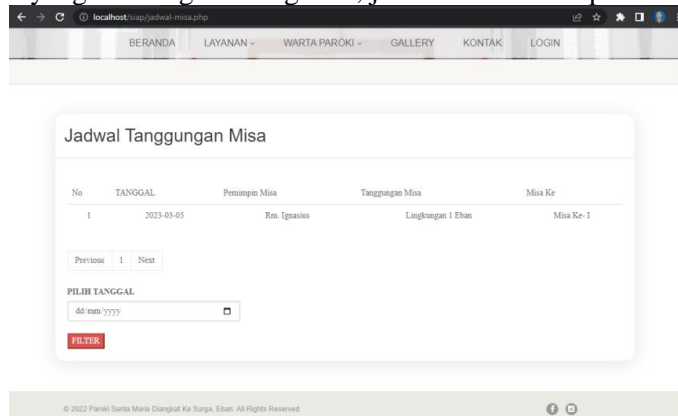 localhost/siap/jadwal-misa.php
BERANDA LAYANAN WARTA PAROKI GALLERY KONTAK LOGIN
Jadwal Tanggungan Misa
No TANGGAL Pemimpin Misa Tanggungan Misa Misa Ke
1 2023-03-05 Rm. Ignasius Lingkungan 1 Eban Misa Ke- I
Previous 1 Next
PILIH TANGGAL
dd/mm/yyyy
FILTER
© 2022 Paroki Santa Maria Diangkat Ke Surga, Eban. All Rights Reserved